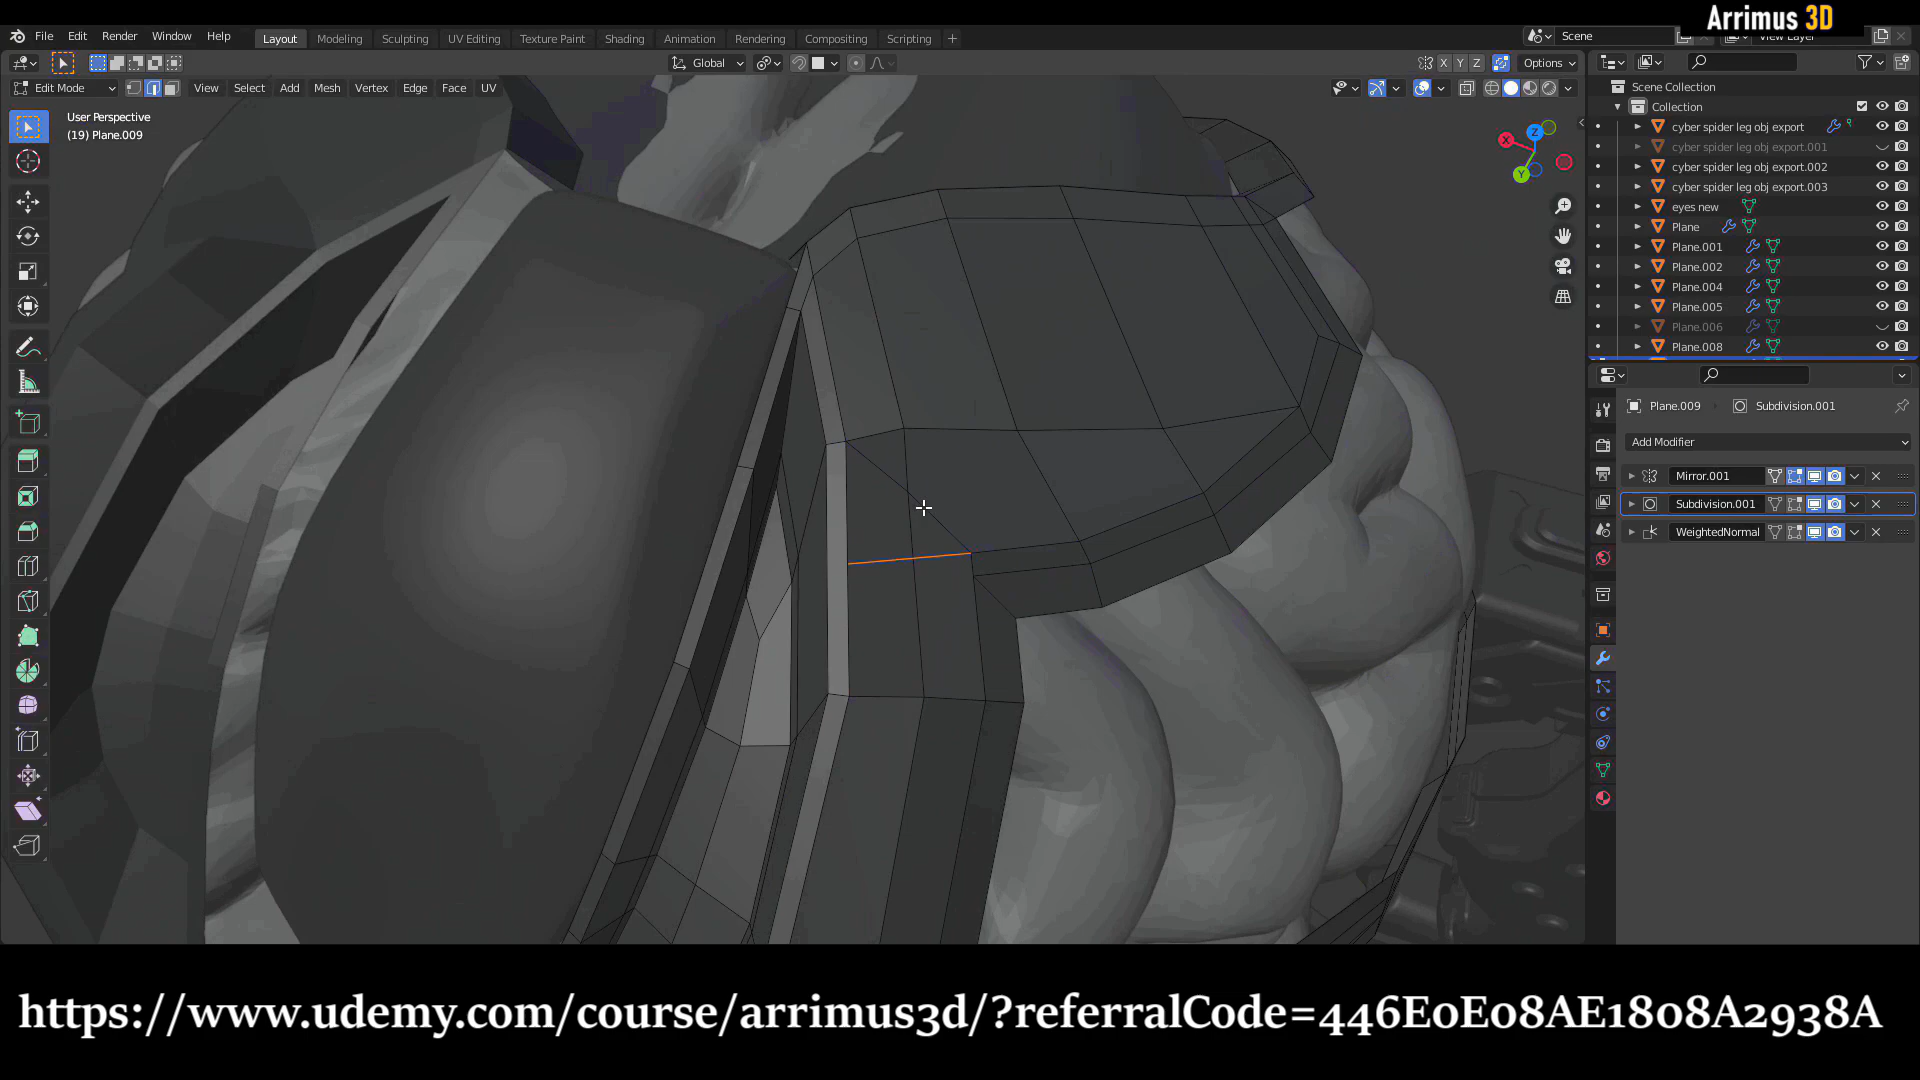 Arrimus 3D
File Edit Render Window Help Layout Modeling Sculpting UV Editing Texture Paint Shading Animation Rendering Compositing Scripting + Scene View Layer
Global X Y Z Options
Edit Mode View Select Add Mesh Vertex Edge Face UV
User Perspective
(19) Plane.009
X Y Z
Scene Collection
Collection
cyber spider leg obj export
cyber spider leg obj export.001
cyber spider leg obj export.002
cyber spider leg obj export.003
eyes new
Plane
Plane.001
Plane.002
Plane.004
Plane.005
Plane.006
Plane.008
Plane.009 Subdivision.001
Add Modifier
Mirror.001
Subdivision.001
WeightedNormal
https://www.udemy.com/course/arrimus3d/?referralCode=446E0E08AE1808A2938A